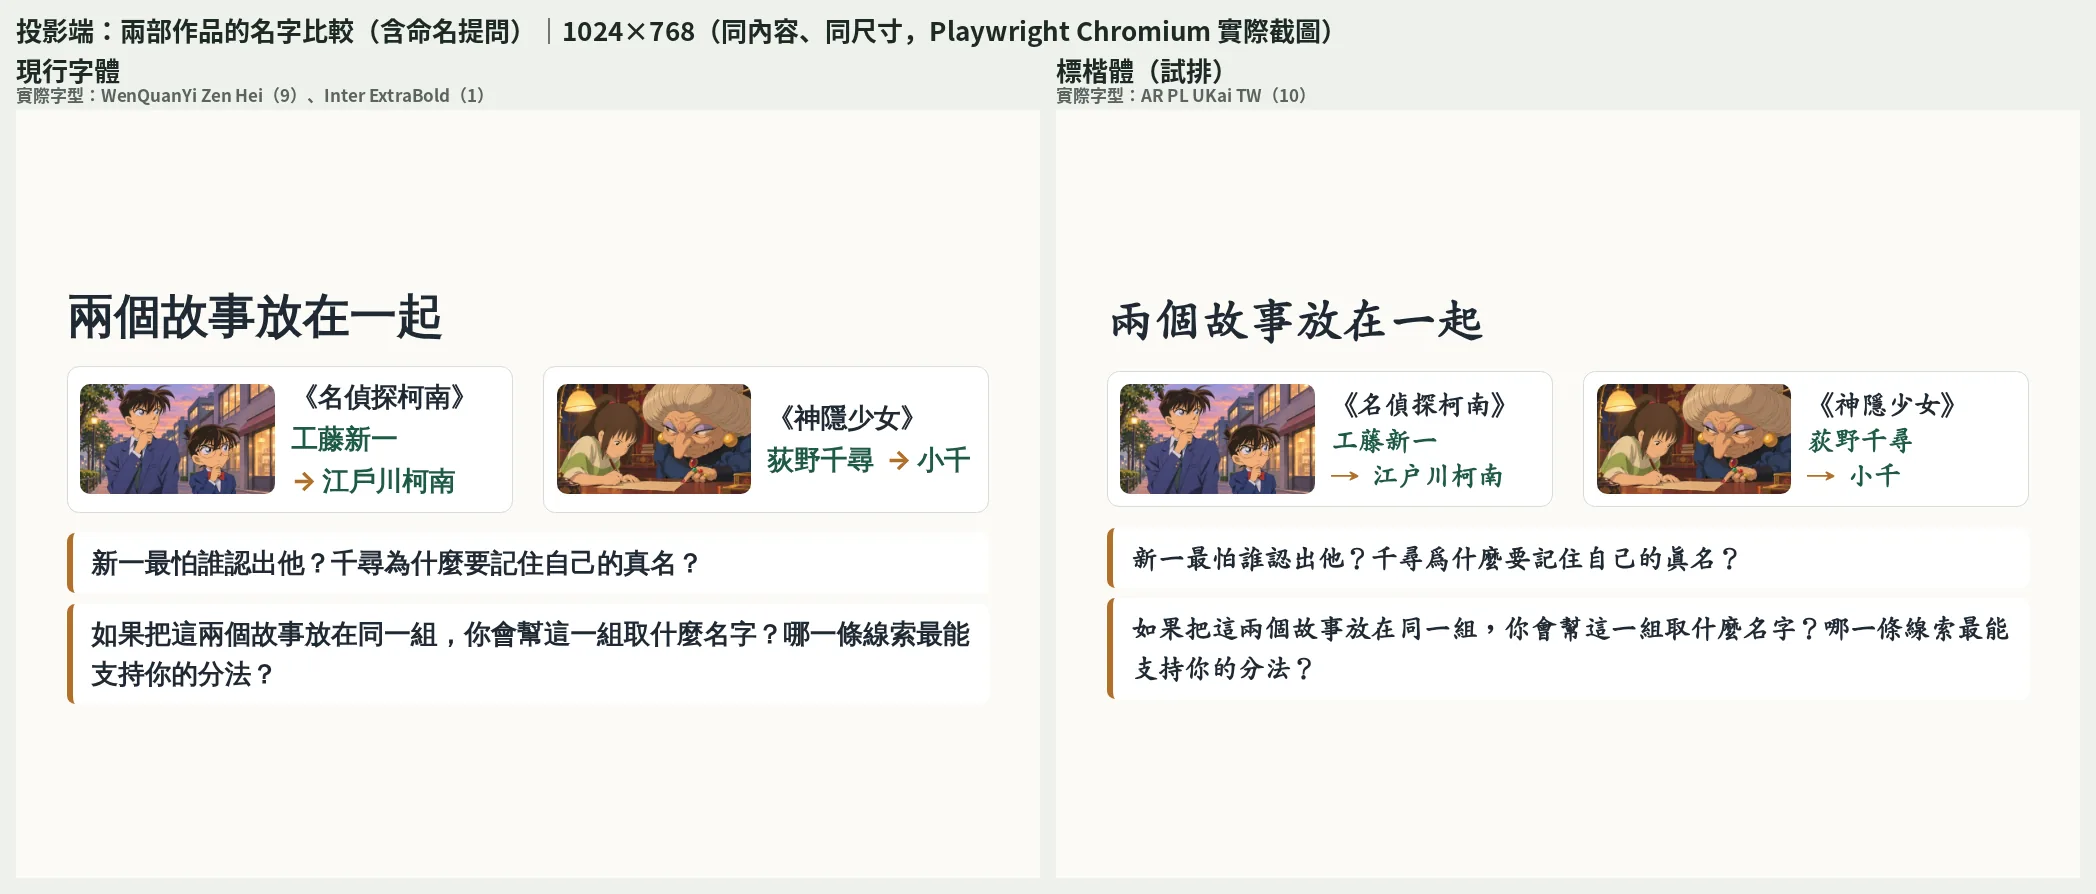 投影端：兩部作品的名字比較（含命名提問）｜1024×768（同內容、同尺寸，Playwright Chromium 實際截圖）
現行字體
實際字型：WenQuanYi Zen Hei（9）、Inter ExtraBold（1）
兩個故事放在一起
《名偵探柯南》
工藤新一
→ 江戶川柯南
《神隱少女》
荻野千尋 → 小千
新一最怕誰認出他？千尋為什麼要記住自己的真名？
如果把這兩個故事放在同一組，你會幫這一組取什麼名字？哪一條線索最能
支持你的分法？
標楷體（試排）
實際字型：AR PL UKai TW（10）
兩個故事放在一起
《名偵探柯南》
工藤新一
→ 江戶川柯南
《神隱少女》
荻野千尋
→ 小千
新一最怕誰認出他？千尋爲什麼要記住自己的眞名？
如果把這兩個故事放在同一組，你會幫這一組取什麼名字？哪一條線索最能
支持你的分法？